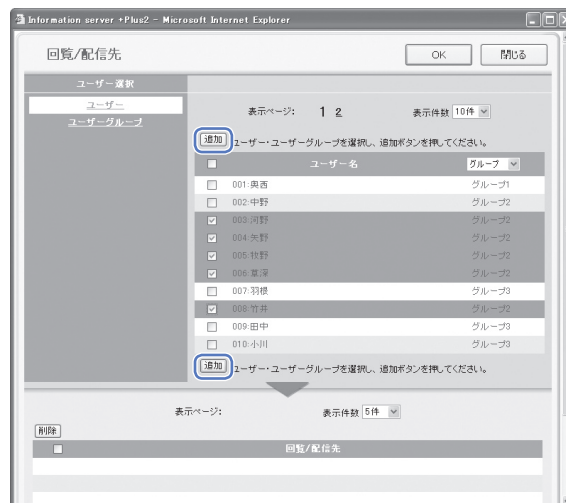 Information server +Plus2 - Microsoft Internet Explorer
回覧/配信先
OK
閉じる
ユーザー選択
ユーザー
ユーザーグループ
表示ページ: 1 2
表示件数 10件
追加 ユーザー・ユーザーグループを選択し、追加ボタンを押してください。
ユーザー名 グループ
001:奥西 グループ1
002:中野 グループ2
003:河野 グループ2
004:矢野 グループ2
005:牧野 グループ2
006:草深 グループ2
007:羽根 グループ3
008:竹井 グループ2
009:田中 グループ3
010:小川 グループ3
追加 ユーザー・ユーザーグループを選択し、追加ボタンを押してください。
表示ページ:
表示件数 5件
削除
回覧/配信先